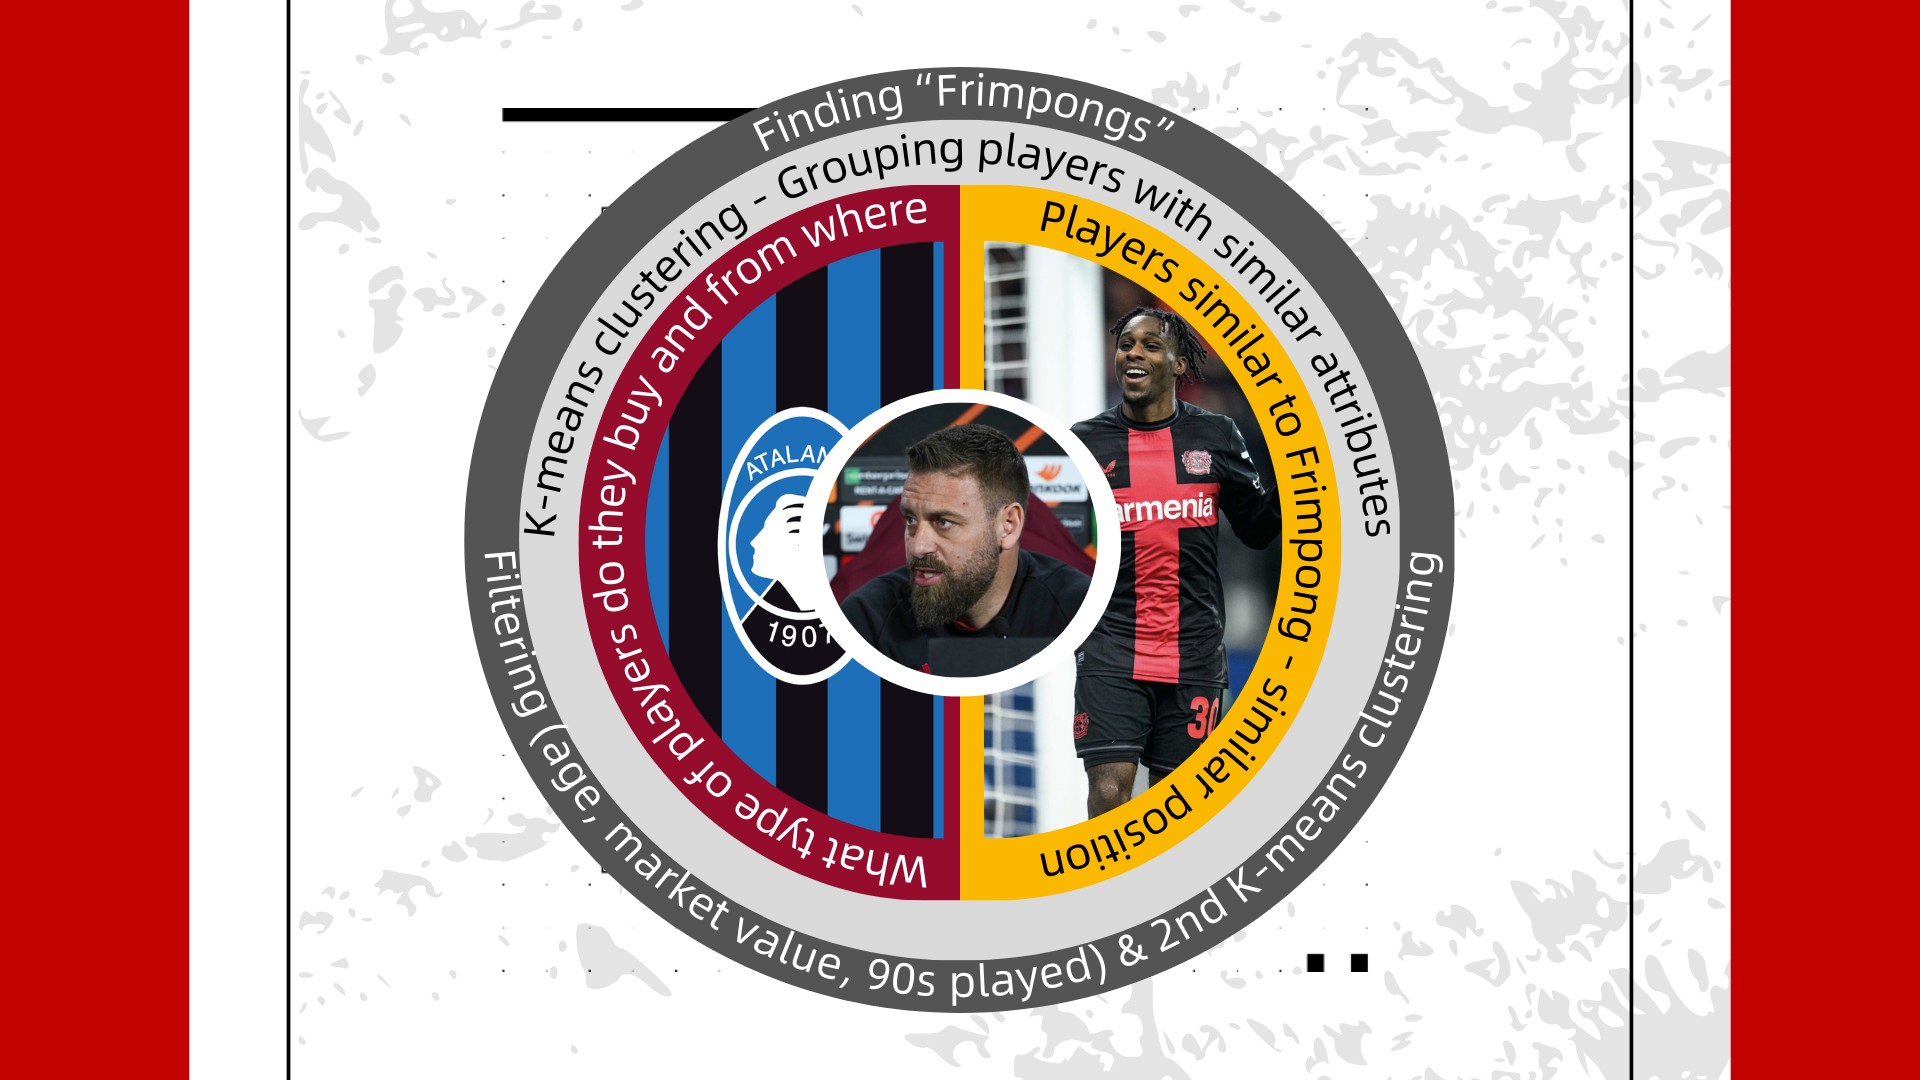 Finding “Frimpongs”
K-means clustering - Grouping players with similar attributes
What type of players do they buy and from where
Players similar to Frimpong - similar position
ATALAN
1907
armenia
30
Filtering (age, market value, 90s played) & 2nd K-means clustering